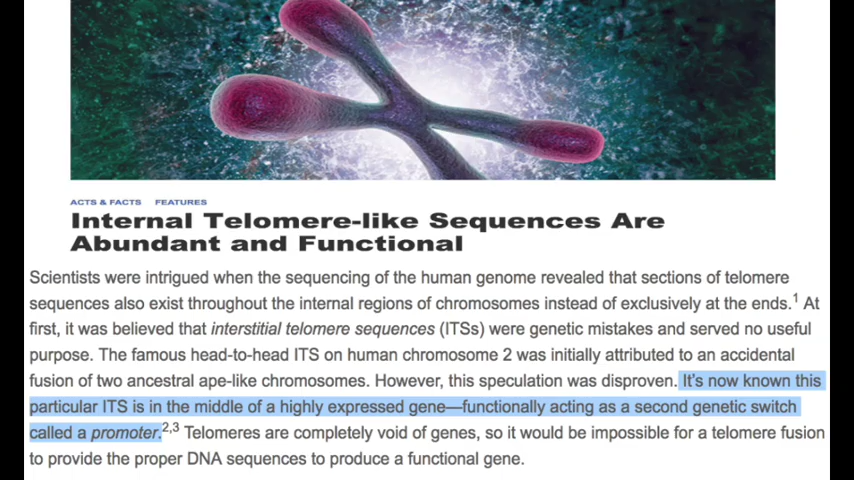 ACTS & FACTS FEATURES
Internal Telomere-like Sequences Are
Abundant and Functional
Scientists were intrigued when the sequencing of the human genome revealed that sections of telomere
sequences also exist throughout the internal regions of chromosomes instead of exclusively at the ends.1 At
first, it was believed that interstitial telomere sequences (ITSs) were genetic mistakes and served no useful
purpose. The famous head-to-head ITS on human chromosome 2 was initially attributed to an accidental
fusion of two ancestral ape-like chromosomes. However, this speculation was disproven. It's now known this
particular ITS is in the middle of a highly expressed gene—functionally acting as a second genetic switch
called a promoter.2,3 Telomeres are completely void of genes, so it would be impossible for a telomere fusion
to provide the proper DNA sequences to produce a functional gene.